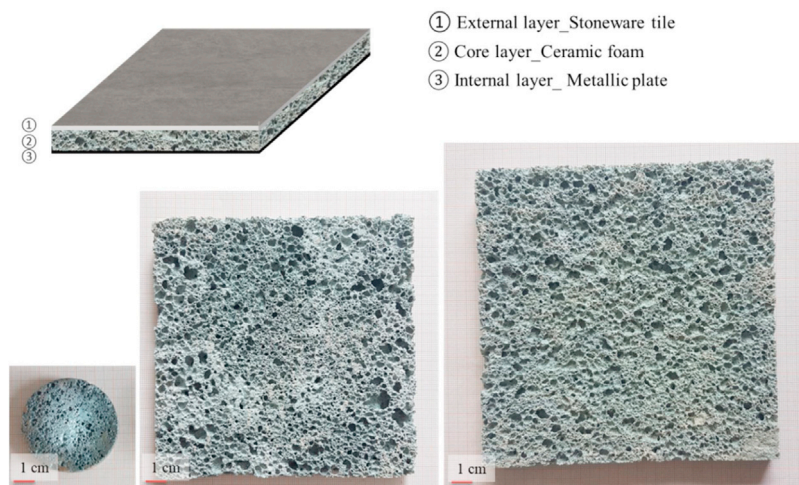 ① External layer_Stoneware tile
② Core layer_Ceramic foam
③ Internal layer_ Metallic plate
①
②
③
1 cm
1 cm
1 cm